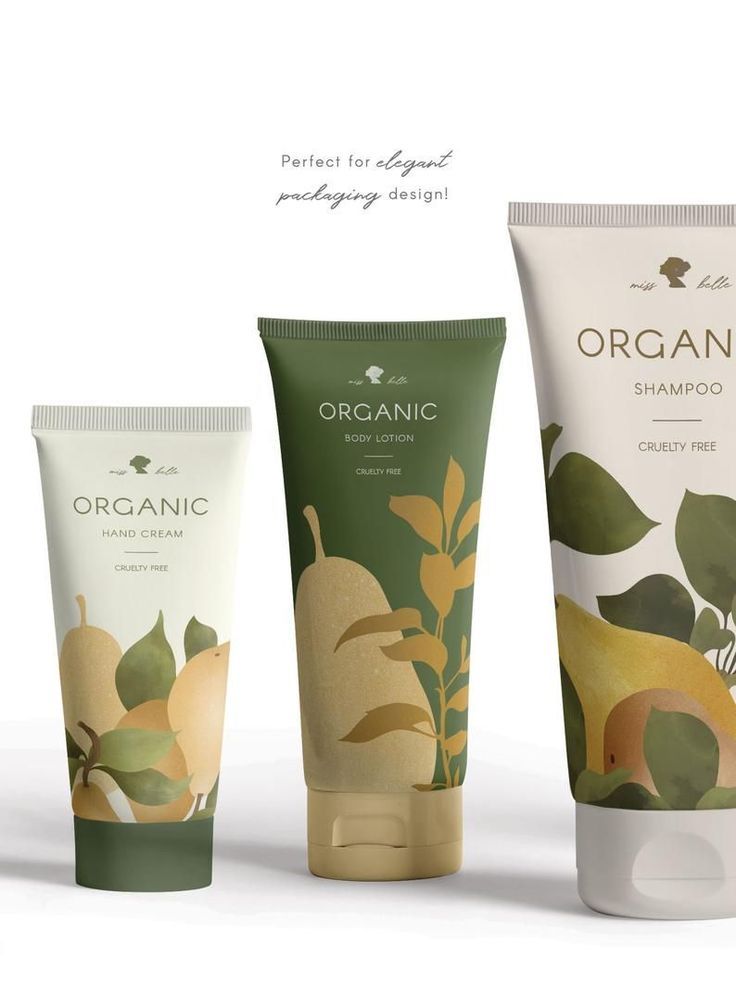 Perfect for elegant
packaging design!
miss belle
ORGANIC
HAND CREAM
CRUELTY FREE
miss belle
ORGANIC
BODY LOTION
CRUELTY FREE
miss belle
ORGAN
SHAMPOO
CRUELTY FREE